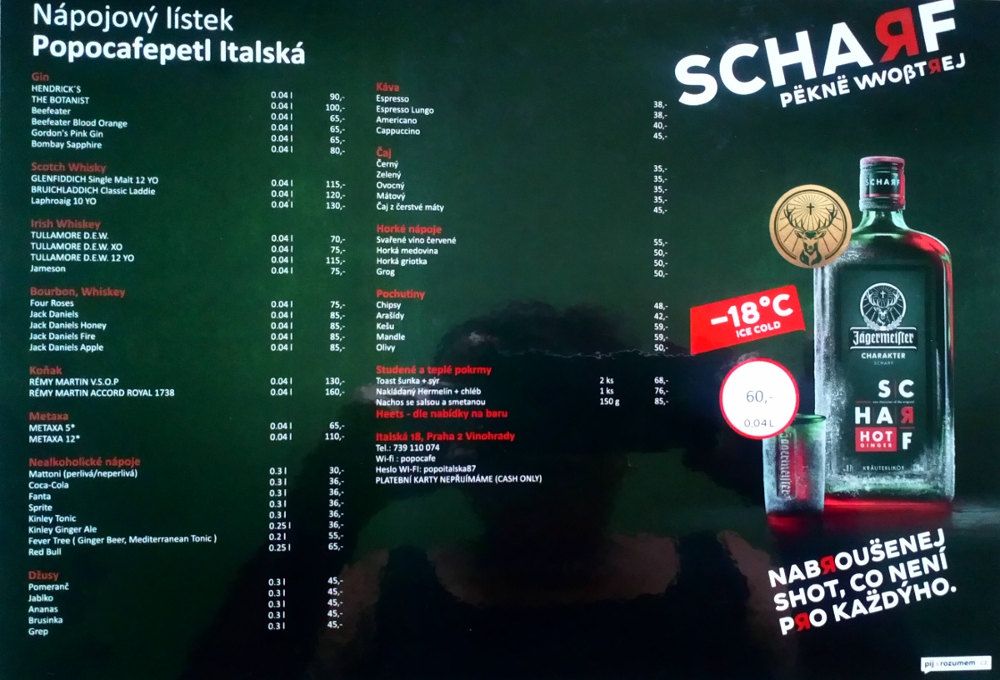 Nápojový lístek
Popocafepetl Italská
Gin
HENDRICK´S 0.04 l 90,-
THE BOTANIST 0.04 l 100,-
Beefeater 0.04 l 65,-
Beefeater Blood Orange 0.04 l 65,-
Gordon's Pink Gin 0.04 l 65,-
Bombay Sapphire 0.04 l 80,-
Scotch Whisky
GLENFIDDICH Single Malt 12 YO 0.04 l 115,-
BRUICHLADDICH Classic Laddie 0.04 l 120,-
Laphroaig 10 YO 0.04 l 130,-
Irish Whiskey
TULLAMORE D.E.W. 0.04 l 70,-
TULLAMORE D.E.W. XO 0.04 l 75,-
TULLAMORE D.E.W. 12 YO 0.04 l 115,-
Jameson 0.04 l 75,-
Bourbon, Whiskey
Four Roses 0.04 l 75,-
Jack Daniels 0.04 l 85,-
Jack Daniels Honey 0.04 l 85,-
Jack Daniels Fire 0.04 l 85,-
Jack Daniels Apple 0.04 l 85,-
Koňak
RÉMY MARTIN V.S.O.P 0.04 l 130,-
RÉMY MARTIN ACCORD ROYAL 1738 0.04 l 160,-
Metaxa
METAXA 5* 0.04 l 65,-
METAXA 12* 0.04 l 110,-
Nealkoholické nápoje
Mattoni (perlivá/neperlivá) 0.3 l 30,-
Coca-Cola 0.3 l 36,-
Fanta 0.3 l 36,-
Sprite 0.3 l 36,-
Kinley Tonic 0.3 l 36,-
Kinley Ginger Ale 0.25 l 36,-
Fever Tree ( Ginger Beer, Mediterranean Tonic ) 0.2 l 55,-
Red Bull 0.25 l 65,-
Džusy
Pomeranč 0.3 l 45,-
Jablko 0.3 l 45,-
Ananas 0.3 l 45,-
Brusinka 0.3 l 45,-
Grep 0.3 l 45,-
Káva
Espresso 38,-
Espresso Lungo 38,-
Americano 40,-
Cappuccino 45,-
Čaj
Černý 35,-
Zelený 35,-
Ovocný 35,-
Mátový 35,-
Čaj z čerstvé máty 45,-
Horké nápoje
Svařené víno červené 55,-
Horká medovina 50,-
Horká griotka 50,-
Grog 50,-
Pochutiny
Chipsy 48,-
Arašídy 42,-
Kešu 59,-
Mandle 59,-
Olivy 50,-
Studené a teplé pokrmy
Toast šunka + sýr 2 ks 68,-
Nakládaný Hermelín + chléb 1 ks 76,-
Nachos se salsou a smetanou 150 g 85,-
Heets - dle nabídky na baru
Italská 18, Praha 2 Vinohrady
Tel.: 739 110 074
Wi-fi : popocafe
Heslo WI-FI: popoitalska87
PLATEBNÍ KARTY NEPŘIJÍMÁME (CASH ONLY)
SCHAЯF
PËKNĚ VVVOβTЯEJ
SCHAЯF
-18°C
ICE COLD
Jägermeister
CHARAKTER
SCHARF
SC
HAЯ
HOT
GINGER
F
KRÄUTERLIKÖR
60,-
0.04 L
Jägermeister
NABЯOUŠENEJ
SHOT, CO NENÍ
PЯO KAŽDÝHO.
pijsrozumem.cz